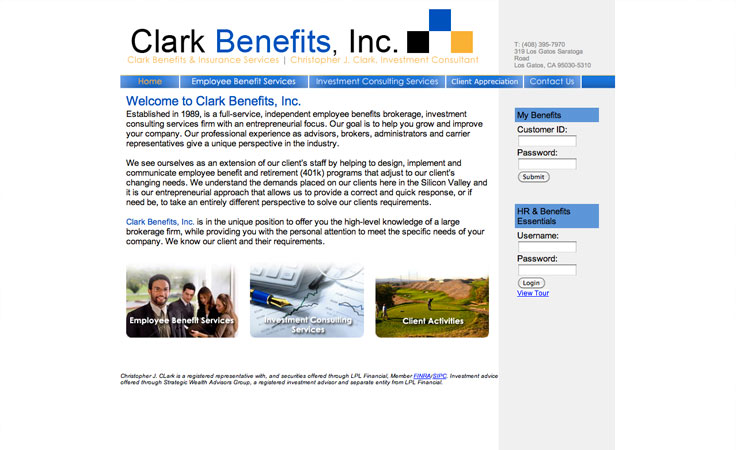 Clark Benefits, Inc.
Clark Benefits & Insurance Services | Christopher J. Clark, Investment Consultant
T: (408) 395-7970
319 Los Gatos Saratoga
Road
Los Gatos, CA 95030-5310
Home
Employee Benefit Services
Investment Consulting Services
Client Appreciation
Contact Us
Welcome to Clark Benefits, Inc.
Established in 1989, is a full-service, independent employee benefits brokerage, investment
consulting services firm with an entrepreneurial focus. Our goal is to help you grow and improve
your company. Our professional experience as advisors, brokers, administrators and carrier
representatives give a unique perspective in the industry.
We see ourselves as an extension of our client's staff by helping to design, implement and
communicate employee benefit and retirement (401k) programs that adjust to our client's
changing needs. We understand the demands placed on our clients here in the Silicon Valley and
it is our entrepreneurial approach that allows us to provide a correct and quick response, or if
need be, to take an entirely different perspective to solve our clients requirements.
Clark Benefits, Inc. is in the unique position to offer you the high-level knowledge of a large
brokerage firm, while providing you with the personal attention to meet the specific needs of your
company. We know our client and their requirements.
Employee Benefit Services
Investment Consulting
Services
Client Activities
Christopher J. CLark is a registered representative with, and securities offered through LPL Financial, Member FINRA/SIPC. Investment advice
offered through Strategic Wealth Advisors Group, a registered investment advisor and separate entity from LPL Financial.
My Benefits
Customer ID:
Password:
Submit
HR & Benefits
Essentials
Username:
Password:
Login
View Tour